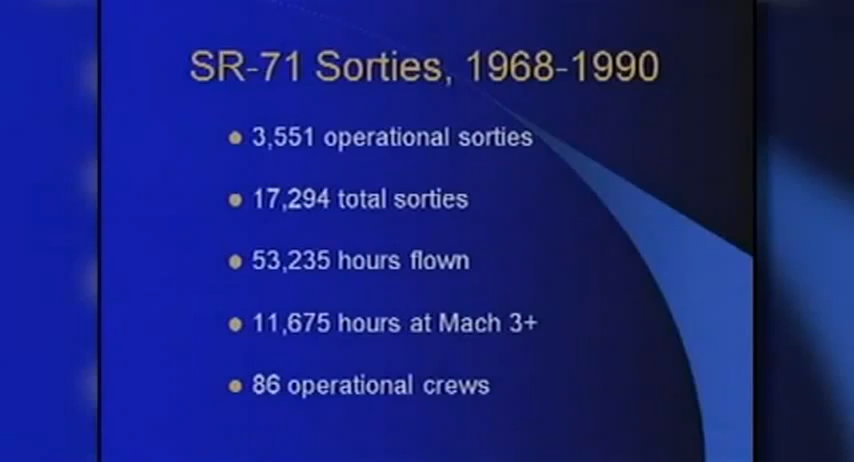 SR-71 Sorties, 1968-1990
3,551 operational sorties
17,294 total sorties
53,235 hours flown
11,675 hours at Mach 3+
86 operational crews